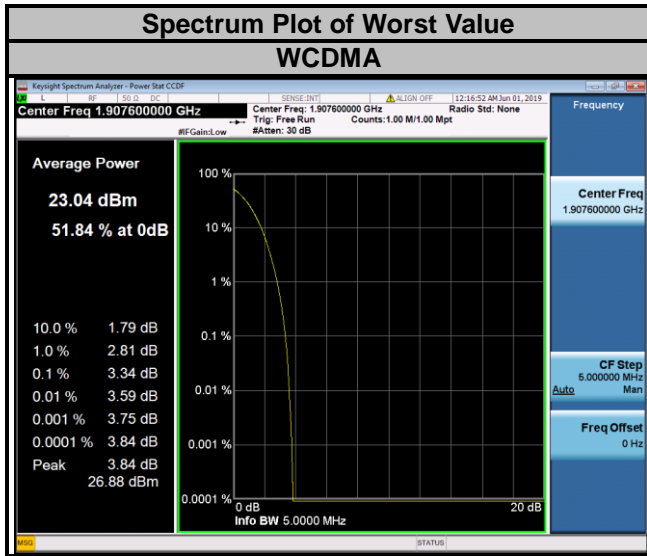 Spectrum Plot of Worst Value
WCDMA
Keysight Spectrum Analyzer - Power Stat CCDF
L RF 50 Ω DC SENSE:INT ALIGN OFF 12:16:52 AM Jun 01, 2019
Center Freq 1.907600000 GHz
Center Freq: 1.907600000 GHz Radio Std: None
Trig: Free Run Counts:1.00 M/1.00 Mpt
#IFGain:Low #Atten: 30 dB
Average Power
23.04 dBm
51.84 % at 0dB
10.0 % 1.79 dB
1.0 % 2.81 dB
0.1 % 3.34 dB
0.01 % 3.59 dB
0.001 % 3.75 dB
0.0001 % 3.84 dB
Peak 3.84 dB
26.88 dBm
100 %
10 %
1 %
0.1 %
0.01 %
0.001 %
0.0001 %
0 dB 20 dB
Info BW 5.0000 MHz
Frequency
Center Freq
1.907600000 GHz
CF Step
5.000000 MHz
Auto Man
Freq Offset
0 Hz
MSG STATUS